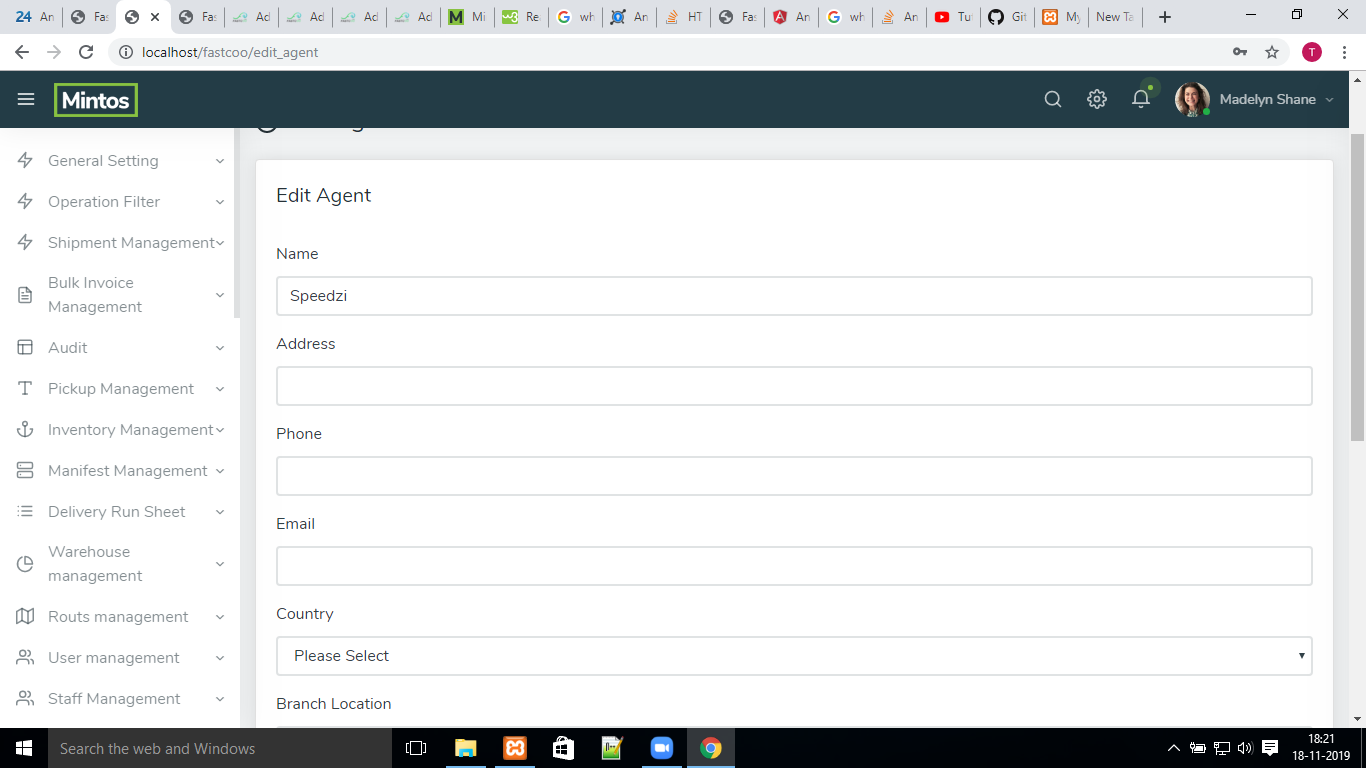 24 An
Fas
Fas
Ad
Ad
Ad
Ad
Mi
Re
wh
An
HT
Fas
An
wh
An
Tu
Git
My
New Ta
localhost/fastcoo/edit_agent
T
Mintos
Madelyn Shane
General Setting
Operation Filter
Shipment Management
Bulk Invoice
Management
Audit
Pickup Management
Inventory Management
Manifest Management
Delivery Run Sheet
Warehouse
management
Routs management
User management
Staff Management
Edit Agent
Name
Speedzi
Address
Phone
Email
Country
Please Select
Branch Location
Search the web and Windows
18:21
18-11-2019